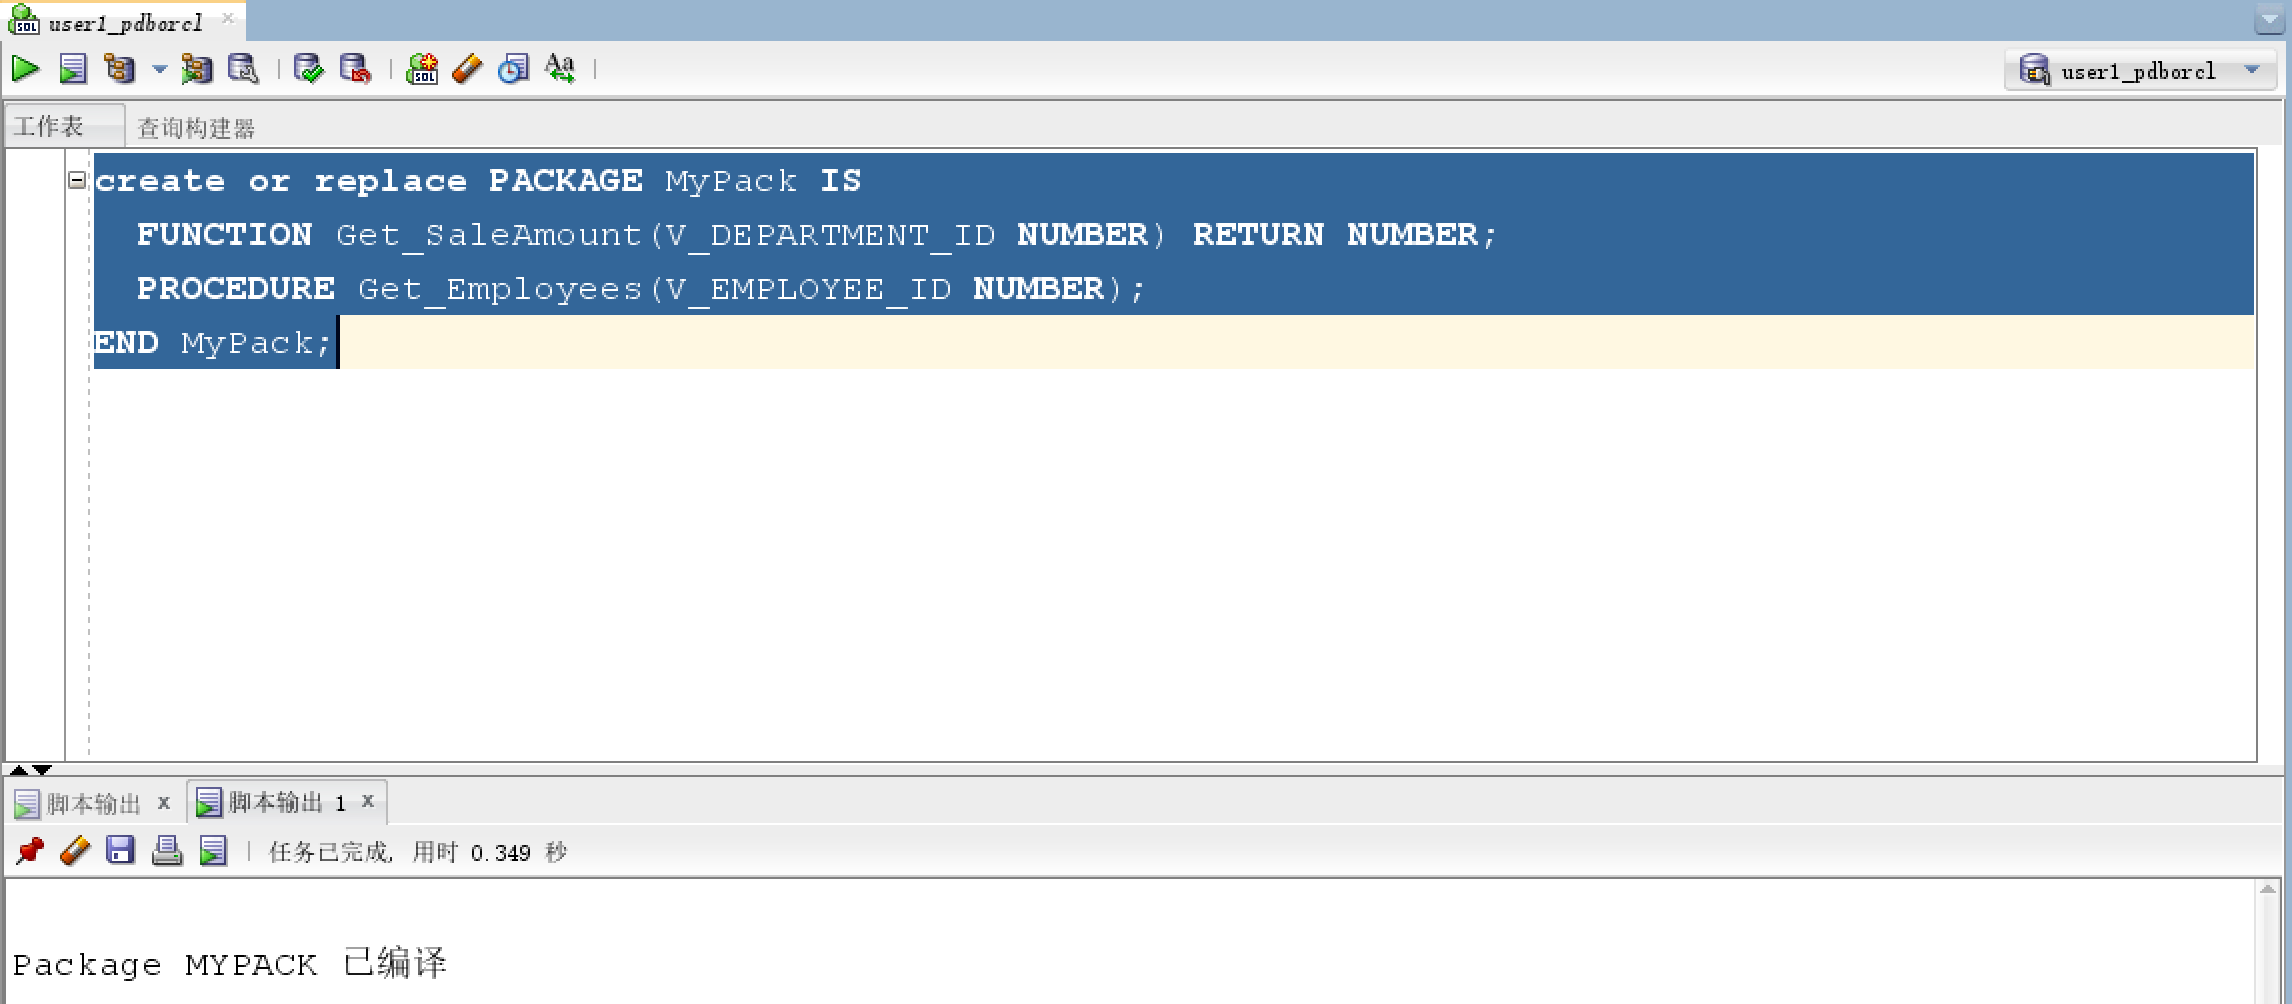 user1_pdborcl
Aa
user1_pdborcl
工作表 查询构建器
create or replace PACKAGE MyPack IS
FUNCTION Get_SaleAmount(V_DEPARTMENT_ID NUMBER) RETURN NUMBER;
PROCEDURE Get_Employees(V_EMPLOYEE_ID NUMBER);
END MyPack;
脚本输出 x 脚本输出 1 x
任务已完成, 用时 0.349 秒
Package MYPACK 已编译